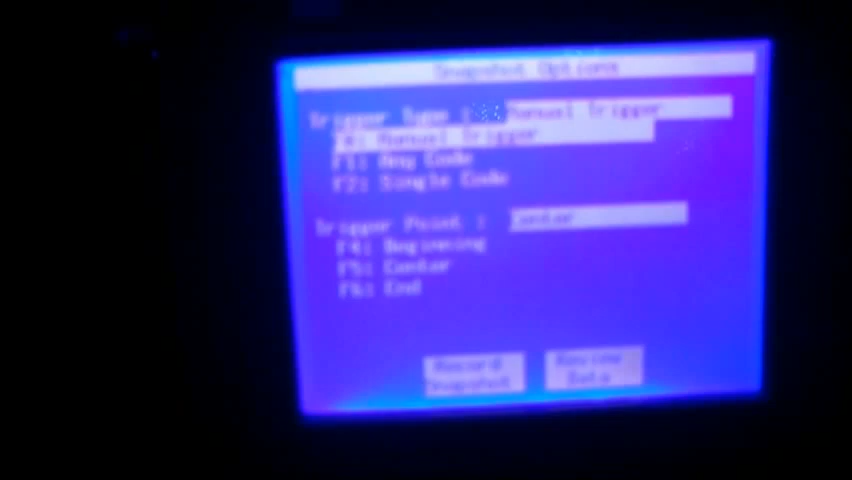 Snapshot Options
Trigger Type : Manual Trigger
F0: Manual Trigger
F1: Any Code
F2: Single Code
Trigger Point : Center
F4: Beginning
F5: Center
F6: End
Record Snapshot
Review Data